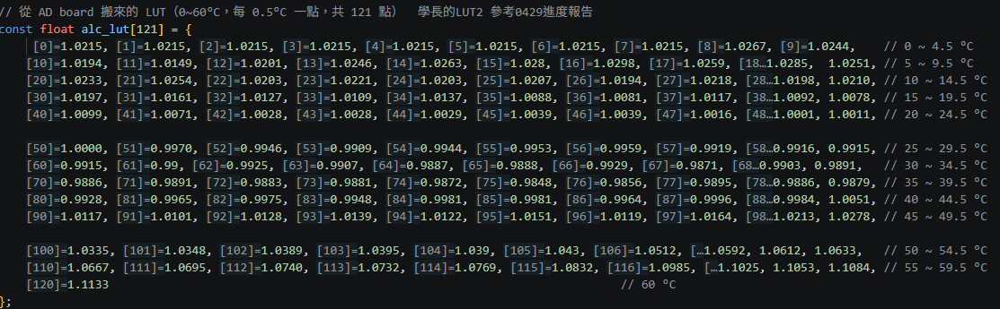 // 從 AD board 搬來的 LUT (0~60°C，每 0.5°C 一點，共 121 點)  學長的LUT2 參考0429進度報告
const float alc_lut[121] = {
[0]=1.0215, [1]=1.0215, [2]=1.0215, [3]=1.0215, [4]=1.0215, [5]=1.0215, [6]=1.0215, [7]=1.0215, [8]=1.0267, [9]=1.0244, // 0 ~ 4.5 °C
[10]=1.0194, [11]=1.0149, [12]=1.0201, [13]=1.0246, [14]=1.0263, [15]=1.028, [16]=1.0298, [17]=1.0259, [18…1.0285, 1.0251, // 5 ~ 9.5 °C
[20]=1.0233, [21]=1.0254, [22]=1.0203, [23]=1.0221, [24]=1.0203, [25]=1.0207, [26]=1.0194, [27]=1.0218, [28…1.0198, 1.0210, // 10 ~ 14.5 °C
[30]=1.0197, [31]=1.0161, [32]=1.0127, [33]=1.0109, [34]=1.0137, [35]=1.0088, [36]=1.0081, [37]=1.0117, [38…1.0092, 1.0078, // 15 ~ 19.5 °C
[40]=1.0099, [41]=1.0071, [42]=1.0028, [43]=1.0028, [44]=1.0029, [45]=1.0039, [46]=1.0039, [47]=1.0016, [48…1.0001, 1.0011, // 20 ~ 24.5 °C
[50]=1.0000, [51]=0.9970, [52]=0.9946, [53]=0.9909, [54]=0.9944, [55]=0.9953, [56]=0.9959, [57]=0.9919, [58…0.9916, 0.9915, // 25 ~ 29.5 °C
[60]=0.9915, [61]=0.99, [62]=0.9925, [63]=0.9907, [64]=0.9887, [65]=0.9888, [66]=0.9929, [67]=0.9871, [68…0.9903, 0.9891, // 30 ~ 34.5 °C
[70]=0.9886, [71]=0.9891, [72]=0.9883, [73]=0.9881, [74]=0.9872, [75]=0.9848, [76]=0.9856, [77]=0.9895, [78…0.9886, 0.9879, // 35 ~ 39.5 °C
[80]=0.9928, [81]=0.9965, [82]=0.9975, [83]=0.9948, [84]=0.9981, [85]=0.9981, [86]=0.9964, [87]=0.9996, [88…0.9984, 1.0051, // 40 ~ 44.5 °C
[90]=1.0117, [91]=1.0101, [92]=1.0128, [93]=1.0139, [94]=1.0122, [95]=1.0151, [96]=1.0119, [97]=1.0164, [98…1.0213, 1.0278, // 45 ~ 49.5 °C
[100]=1.0335, [101]=1.0348, [102]=1.0389, [103]=1.0395, [104]=1.039, [105]=1.043, [106]=1.0512, […1.0592, 1.0612, 1.0633, // 50 ~ 54.5 °C
[110]=1.0667, [111]=1.0695, [112]=1.0740, [113]=1.0732, [114]=1.0769, [115]=1.0832, [116]=1.0985, […1.1025, 1.1053, 1.1084, // 55 ~ 59.5 °C
[120]=1.1133 // 60 °C
};